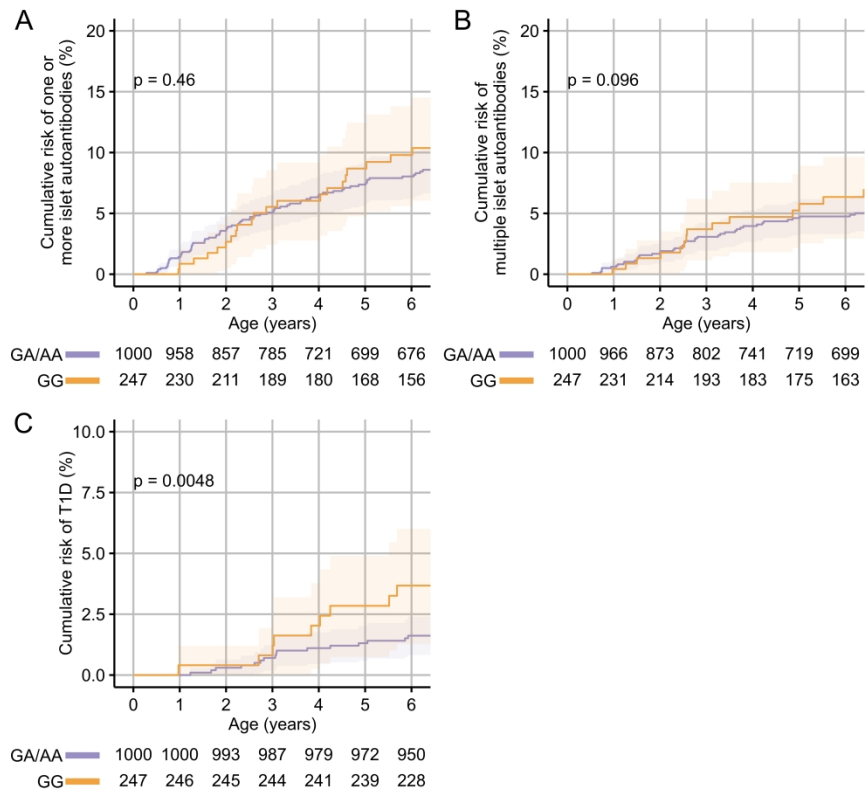 A
Cumulative risk of one or
more islet autoantibodies (%)
20
15
10
5
0
p = 0.46
0 1 2 3 4 5 6
Age (years)
GA/AA 1000 958 857 785 721 699 676
GG 247 230 211 189 180 168 156
B
Cumulative risk of
multiple islet autoantibodies (%)
20
15
10
5
0
p = 0.096
0 1 2 3 4 5 6
Age (years)
GA/AA 1000 966 873 802 741 719 699
GG 247 231 214 193 183 175 163
C
Cumulative risk of T1D (%)
10.0
7.5
5.0
2.5
0.0
p = 0.0048
0 1 2 3 4 5 6
Age (years)
GA/AA 1000 1000 993 987 979 972 950
GG 247 246 245 244 241 239 228